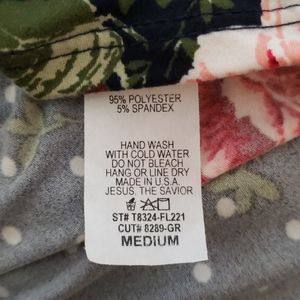 95% POLYESTER
5% SPANDEX
HAND WASH
WITH COLD WATER
DO NOT BLEACH
HANG OR LINE DRY
MADE IN U.S.A.
JESUS. THE SAVIOR
ST# T8324-FL221
CUT# 8289-GR
MEDIUM